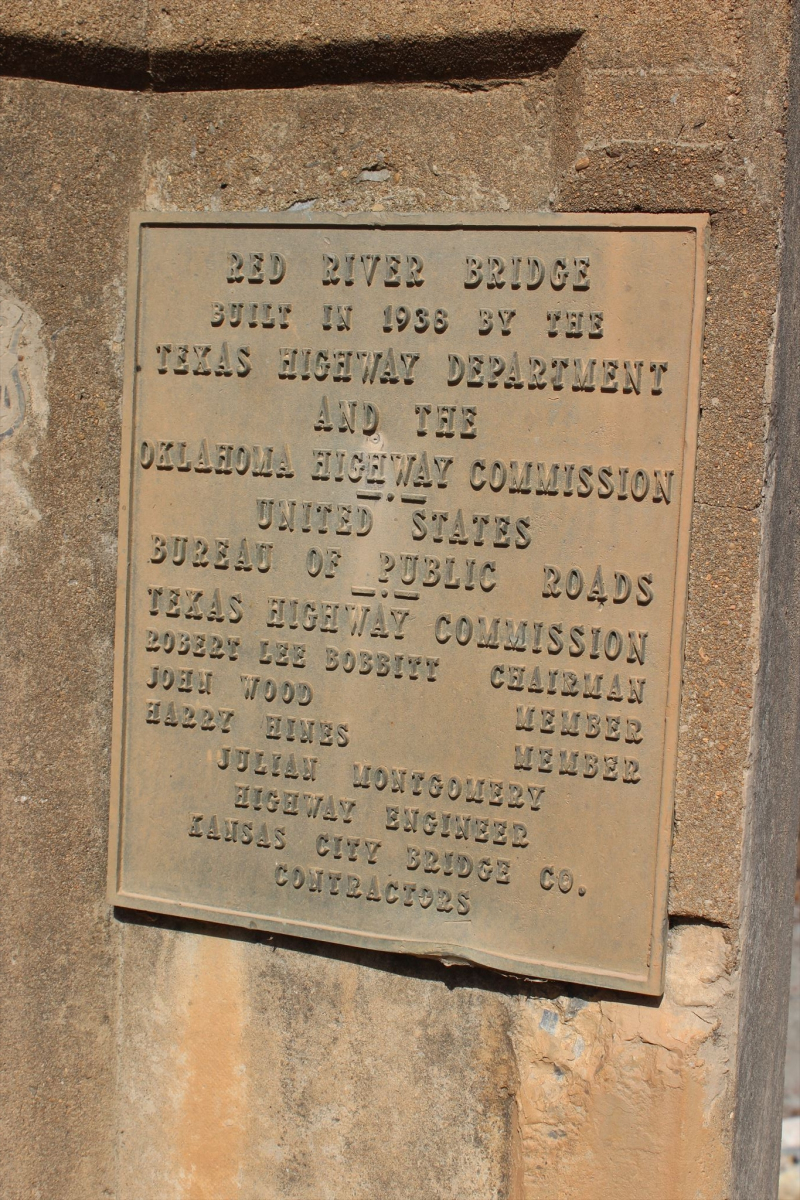 RED RIVER BRIDGE
BUILT IN 1938 BY THE
TEXAS HIGHWAY DEPARTMENT
AND THE
OKLAHOMA HIGHWAY COMMISSION
UNITED STATES
BUREAU OF PUBLIC ROADS
TEXAS HIGHWAY COMMISSION
ROBERT LEE BOBBITT CHAIRMAN
JOHN WOOD MEMBER
HARRY HINES MEMBER
JULIAN MONTGOMERY
HIGHWAY ENGINEER
KANSAS CITY BRIDGE CO.
CONTRACTORS